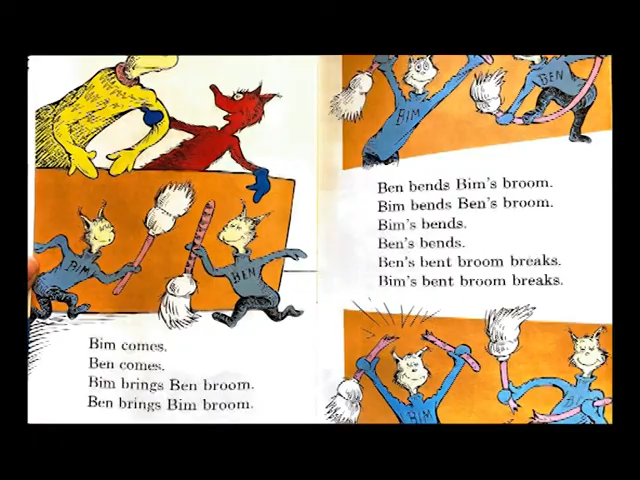 BIM
BEN
Bim comes.
Ben comes.
Bim brings Ben broom.
Ben brings Bim broom.
BIM
BEN
Ben bends Bim's broom.
Bim bends Ben's broom.
Bim's bends.
Ben's bends.
Ben's bent broom breaks.
Bim's bent broom breaks.
BIM